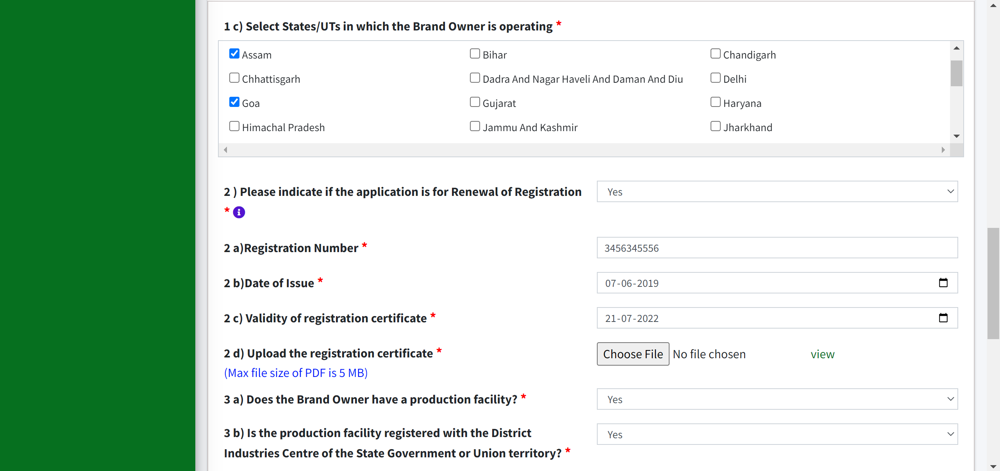 1 c) Select States/UTs in which the Brand Owner is operating *
Assam Bihar Chandigarh
Chhattisgarh Dadra And Nagar Haveli And Daman And Diu Delhi
Goa Gujarat Haryana
Himachal Pradesh Jammu And Kashmir Jharkhand
2 ) Please indicate if the application is for Renewal of Registration Yes
* i
2 a)Registration Number * 3456345556
2 b)Date of Issue * 07-06-2019
2 c) Validity of registration certificate * 21-07-2022
2 d) Upload the registration certificate * Choose File No file chosen view
(Max file size of PDF is 5 MB)
3 a) Does the Brand Owner have a production facility? * Yes
3 b) Is the production facility registered with the District Yes
Industries Centre of the State Government or Union territory? *